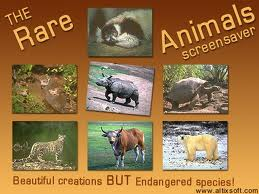 THE
Rare Animals
screensaver
Beautiful creations BUT Endangered species!
www.altixsoft.com